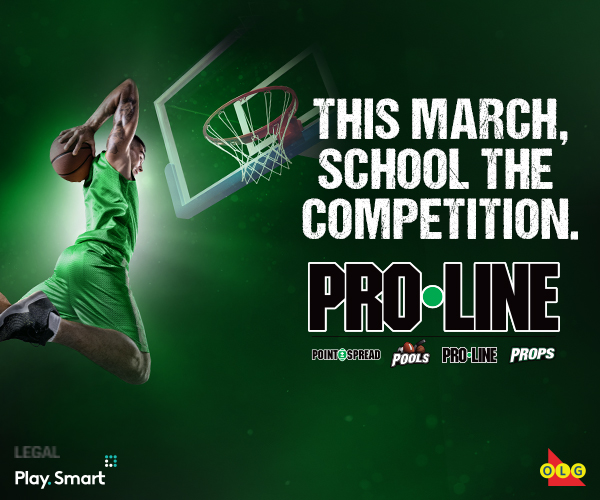 THIS MARCH,
SCHOOL THE
COMPETITION.
PRO•LINE
POINT SPREAD POOLS PRO•LINE PROPS
LEGAL
Play.Smart
OLG